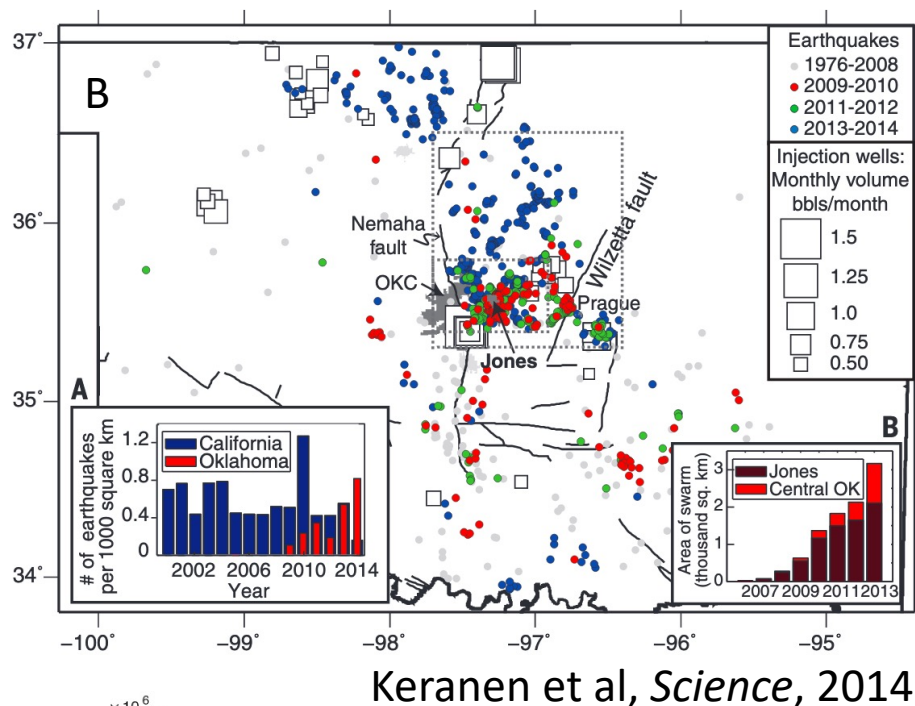 B
37°
36°
35°
34°
−100°
−99°
−98°
−97°
−96°
−95°
Earthquakes
1976-2008
2009-2010
2011-2012
2013-2014
Injection wells:
Monthly volume
bbls/month
1.5
1.25
1.0
0.75
0.50
Nemaha
fault
OKC
Wilzetta fault
Prague
Jones
A
# of earthquakes
per 1000 square km
1.2
0.8
0.4
0
California
Oklahoma
2002 2006 2010 2014
Year
B
Area of swarm
(thousand sq. km)
3
2
1
0
Jones
Central OK
2007 2009 2011 2013
Keranen et al, Science, 2014
×10⁶